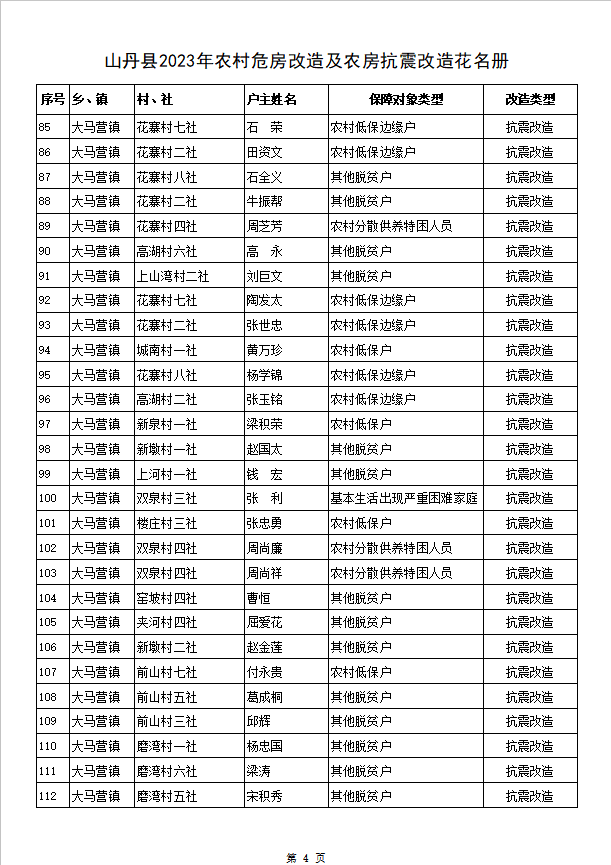 山丹县2023年农村危房改造及农房抗震改造花名册
序号 乡、镇 村、社 户主姓名 保障对象类型 改造类型
85 大马营镇 花寨村七社 石　荣 农村低保边缘户 抗震改造
86 大马营镇 花寨村二社 田资文 农村低保边缘户 抗震改造
87 大马营镇 花寨村八社 石全义 其他脱贫户 抗震改造
88 大马营镇 花寨村二社 牛振帮 其他脱贫户 抗震改造
89 大马营镇 花寨村四社 周芝芳 农村分散供养特困人员 抗震改造
90 大马营镇 高湖村六社 高　永 其他脱贫户 抗震改造
91 大马营镇 上山湾村二社 刘巨文 其他脱贫户 抗震改造
92 大马营镇 花寨村七社 陶发太 农村低保边缘户 抗震改造
93 大马营镇 花寨村二社 张世忠 农村低保边缘户 抗震改造
94 大马营镇 城南村一社 黄万珍 农村低保户 抗震改造
95 大马营镇 花寨村八社 杨学锦 农村低保边缘户 抗震改造
96 大马营镇 高湖村二社 张玉铭 农村低保边缘户 抗震改造
97 大马营镇 新泉村一社 梁积荣 农村低保户 抗震改造
98 大马营镇 新墩村一社 赵国太 其他脱贫户 抗震改造
99 大马营镇 上河村一社 钱　宏 其他脱贫户 抗震改造
100 大马营镇 双泉村三社 张　利 基本生活出现严重困难家庭 抗震改造
101 大马营镇 楼庄村三社 张忠勇 农村低保户 抗震改造
102 大马营镇 双泉村四社 周尚廉 农村分散供养特困人员 抗震改造
103 大马营镇 双泉村四社 周尚祥 农村分散供养特困人员 抗震改造
104 大马营镇 窑坡村四社 曹恒 其他脱贫户 抗震改造
105 大马营镇 夹河村四社 屈爱花 其他脱贫户 抗震改造
106 大马营镇 新墩村二社 赵金莲 其他脱贫户 抗震改造
107 大马营镇 前山村七社 付永贵 农村低保户 抗震改造
108 大马营镇 前山村五社 葛成桐 其他脱贫户 抗震改造
109 大马营镇 前山村三社 邱辉 其他脱贫户 抗震改造
110 大马营镇 磨湾村一社 杨忠国 其他脱贫户 抗震改造
111 大马营镇 磨湾村六社 梁涛 其他脱贫户 抗震改造
112 大马营镇 磨湾村五社 宋积秀 其他脱贫户 抗震改造
第 4 页